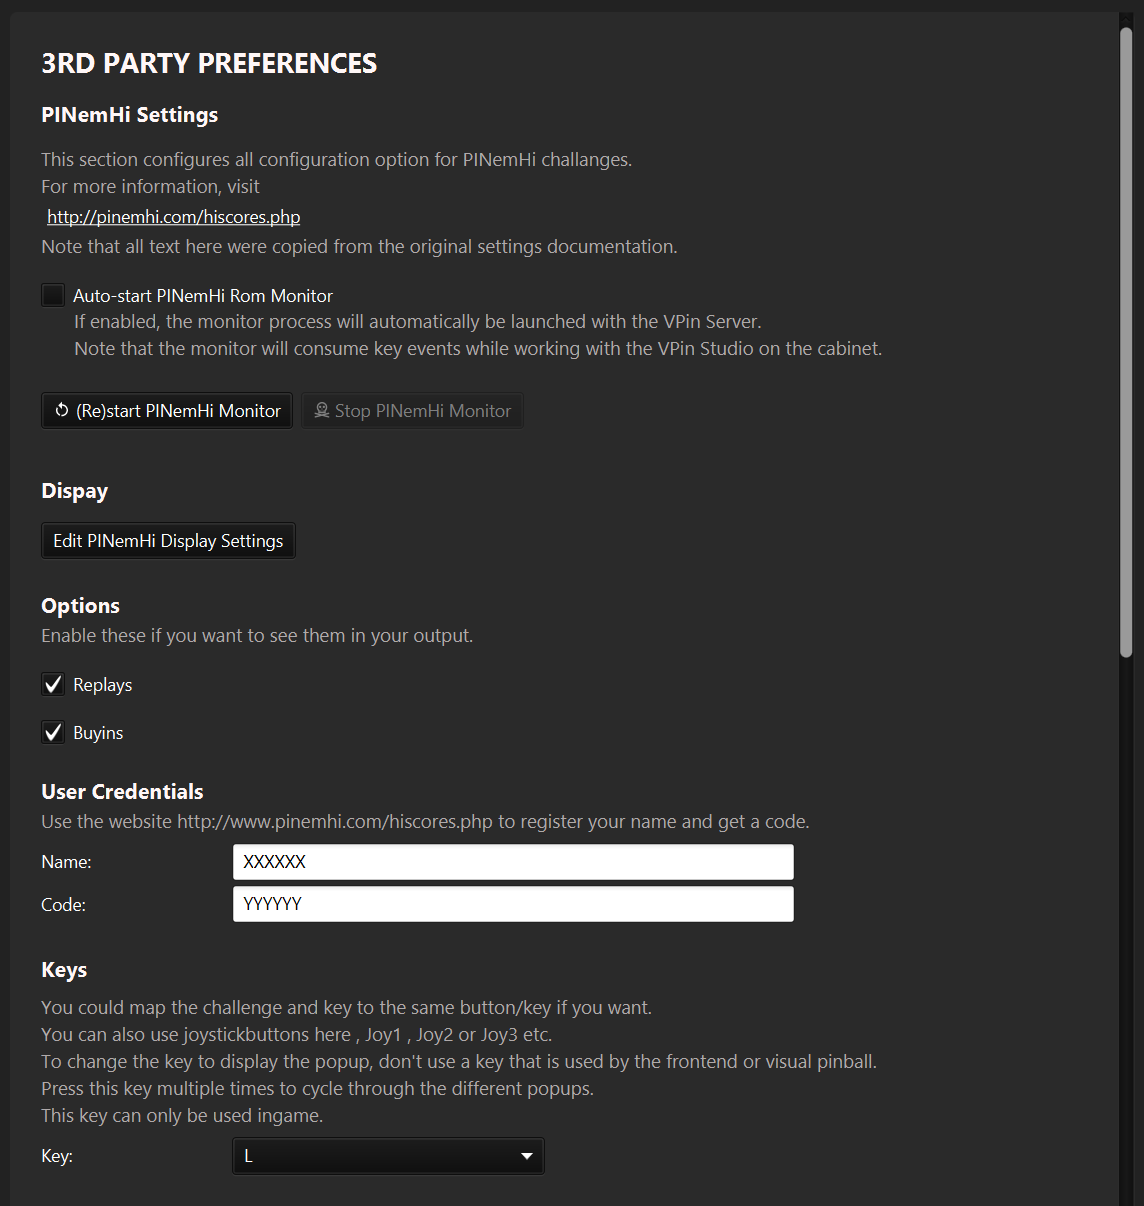 3RD PARTY PREFERENCES
PINemHi Settings
This section configures all configuration option for PINemHi challanges.
For more information, visit
http://pinemhi.com/hiscores.php
Note that all text here were copied from the original settings documentation.
Auto-start PINemHi Rom Monitor
If enabled, the monitor process will automatically be launched with the VPin Server.
Note that the monitor will consume key events while working with the VPin Studio on the cabinet.
(Re)start PINemHi Monitor Stop PINemHi Monitor
Dispay
Edit PINemHi Display Settings
Options
Enable these if you want to see them in your output.
Replays
Buyins
User Credentials
Use the website http://www.pinemhi.com/hiscores.php to register your name and get a code.
Name: XXXXXX
Code: YYYYYY
Keys
You could map the challenge and key to the same button/key if you want.
You can also use joystickbuttons here , Joy1 , Joy2 or Joy3 etc.
To change the key to display the popup, don't use a key that is used by the frontend or visual pinball.
Press this key multiple times to cycle through the different popups.
This key can only be used ingame.
Key: L